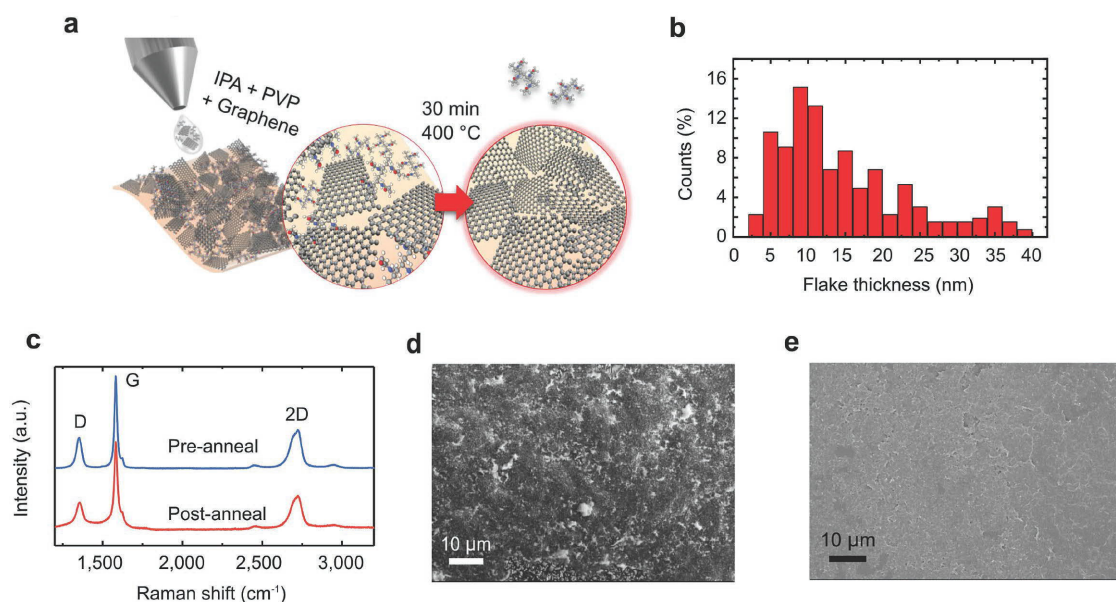 a
IPA + PVP
+ Graphene
30 min
400 °C
b
Counts (%)
16
12
8
4
0
0 5 10 15 20 25 30 35 40
Flake thickness (nm)
c
Intensity (a.u.)
D
G
2D
Pre-anneal
Post-anneal
1,500 2,000 2,500 3,000
Raman shift (cm⁻¹)
d
10 µm
e
10 µm